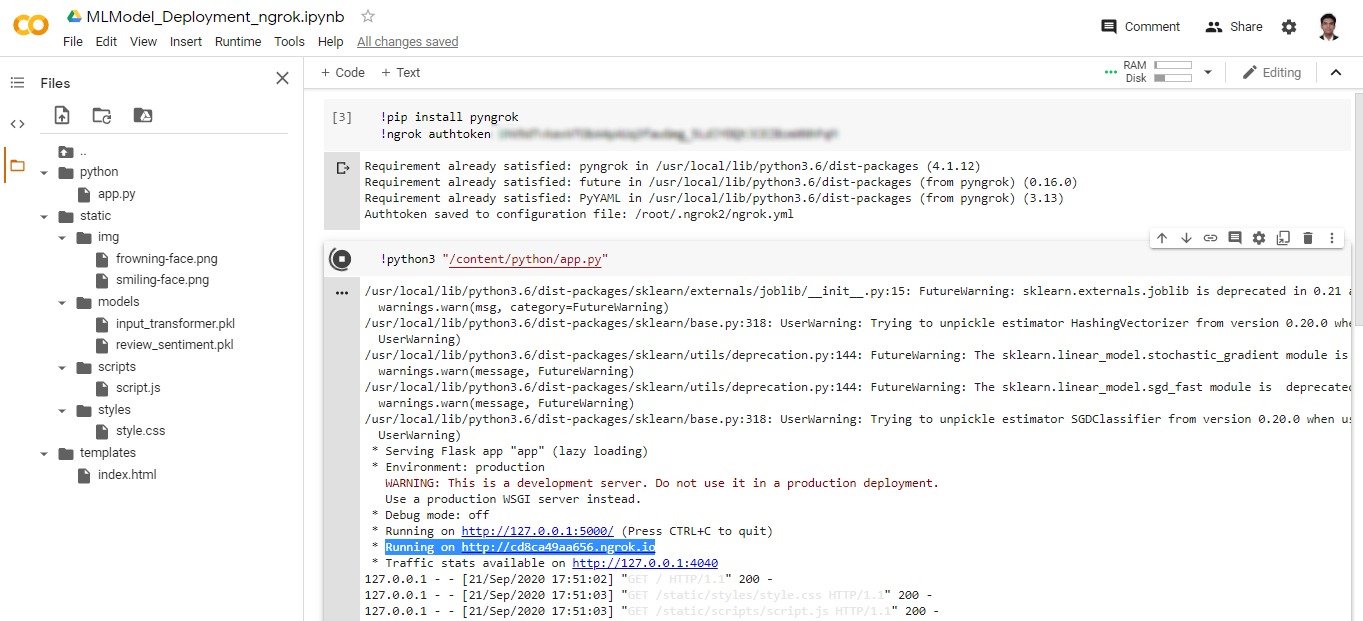 MLModel_Deployment_ngrok.ipynb
File Edit View Insert Runtime Tools Help All changes saved
Comment Share
Files
+ Code + Text
RAM
Disk
Editing
..
python
app.py
static
img
frowning-face.png
smiling-face.png
models
input_transformer.pkl
review_sentiment.pkl
scripts
script.js
styles
style.css
templates
index.html
[3] !pip install pyngrok
!ngrok authtoken
Requirement already satisfied: pyngrok in /usr/local/lib/python3.6/dist-packages (4.1.12)
Requirement already satisfied: future in /usr/local/lib/python3.6/dist-packages (from pyngrok) (0.16.0)
Requirement already satisfied: PyYAML in /usr/local/lib/python3.6/dist-packages (from pyngrok) (3.13)
Authtoken saved to configuration file: /root/.ngrok2/ngrok.yml
!python3 "/content/python/app.py"
/usr/local/lib/python3.6/dist-packages/sklearn/externals/joblib/__init__.py:15: FutureWarning: sklearn.externals.joblib is deprecated in 0.21 a
warnings.warn(msg, category=FutureWarning)
/usr/local/lib/python3.6/dist-packages/sklearn/base.py:318: UserWarning: Trying to unpickle estimator HashingVectorizer from version 0.20.0 whe
UserWarning)
/usr/local/lib/python3.6/dist-packages/sklearn/utils/deprecation.py:144: FutureWarning: The sklearn.linear_model.stochastic_gradient module is
warnings.warn(message, FutureWarning)
/usr/local/lib/python3.6/dist-packages/sklearn/utils/deprecation.py:144: FutureWarning: The sklearn.linear_model.sgd_fast module is  deprecated
warnings.warn(message, FutureWarning)
/usr/local/lib/python3.6/dist-packages/sklearn/base.py:318: UserWarning: Trying to unpickle estimator SGDClassifier from version 0.20.0 when us
UserWarning)
* Serving Flask app "app" (lazy loading)
* Environment: production
WARNING: This is a development server. Do not use it in a production deployment.
Use a production WSGI server instead.
* Debug mode: off
* Running on http://127.0.0.1:5000/ (Press CTRL+C to quit)
* Running on http://cd8ca49aa656.ngrok.io
* Traffic stats available on http://127.0.0.1:4040
127.0.0.1 - - [21/Sep/2020 17:51:02] "GET / HTTP/1.1" 200 -
127.0.0.1 - - [21/Sep/2020 17:51:03] "GET /static/styles/style.css HTTP/1.1" 200 -
127.0.0.1 - - [21/Sep/2020 17:51:03] "GET /static/scripts/script.js HTTP/1.1" 200 -